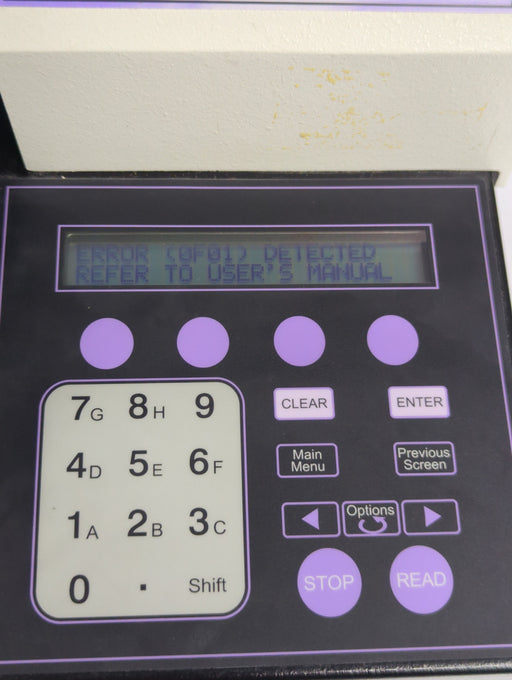 ERROR (0F01) DETECTED
REFER TO USER'S MANUAL
7G 8H 9
CLEAR ENTER
4D 5E 6F
Main Menu
Previous Screen
1A 2B 3C
Options
0 . Shift
STOP READ